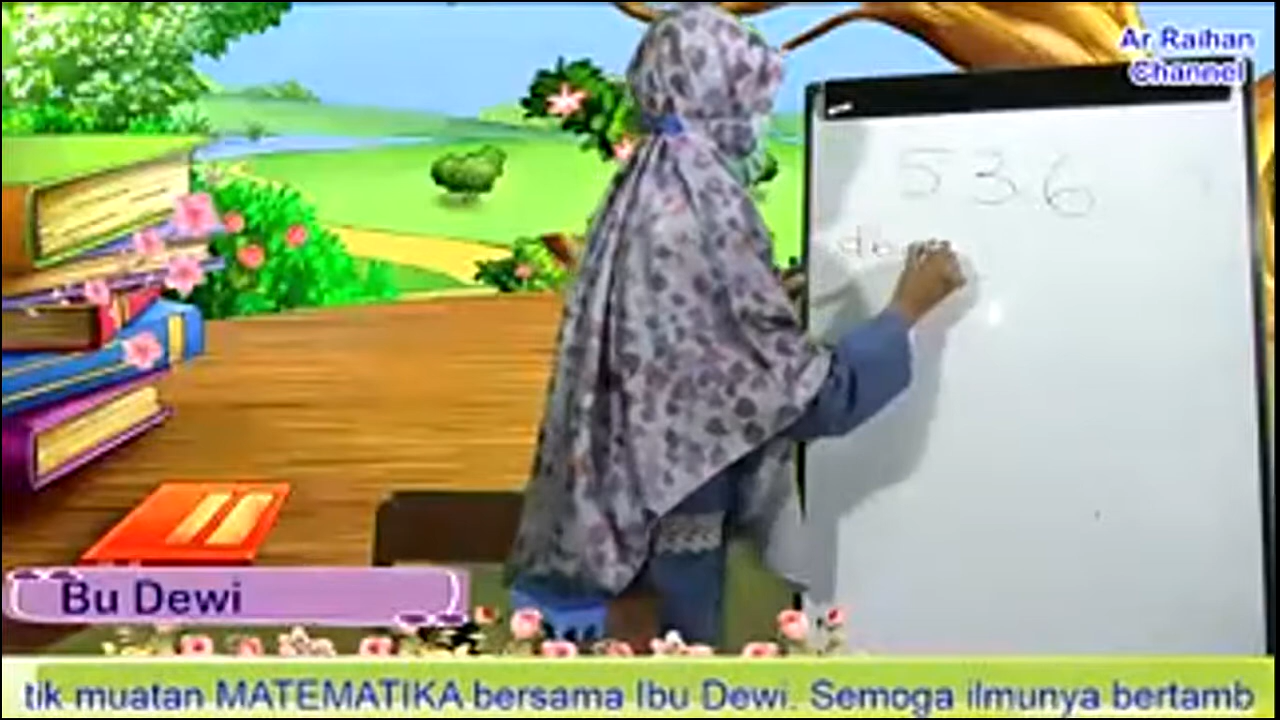 Ar Raihan
Channel
536
Bu Dewi
tik muatan MATEMATIKA bersama Ibu Dewi. Semoga ilmunya bertamb